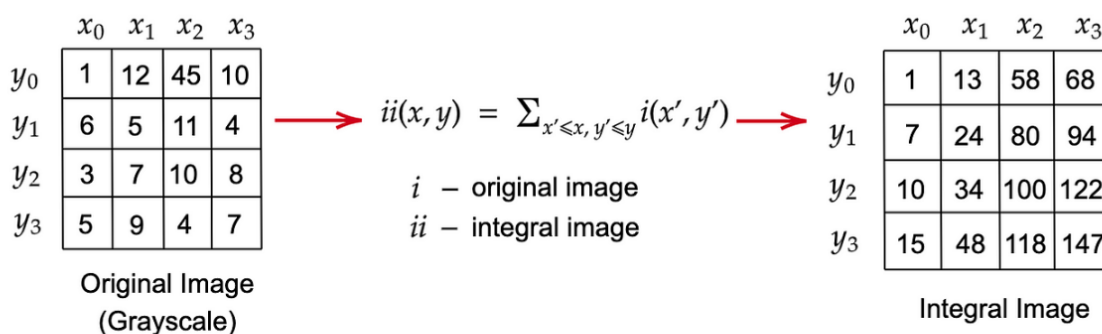 x₀ x₁ x₂ x₃
y₀ 1 12 45 10
y₁ 6 5 11 4
y₂ 3 7 10 8
y₃ 5 9 4 7
Original Image
(Grayscale)
ii(x, y) = ∑x′⩽x, y′⩽y i(x′, y′)
i – original image
ii – integral image
x₀ x₁ x₂ x₃
y₀ 1 13 58 68
y₁ 7 24 80 94
y₂ 10 34 100 122
y₃ 15 48 118 147
Integral Image